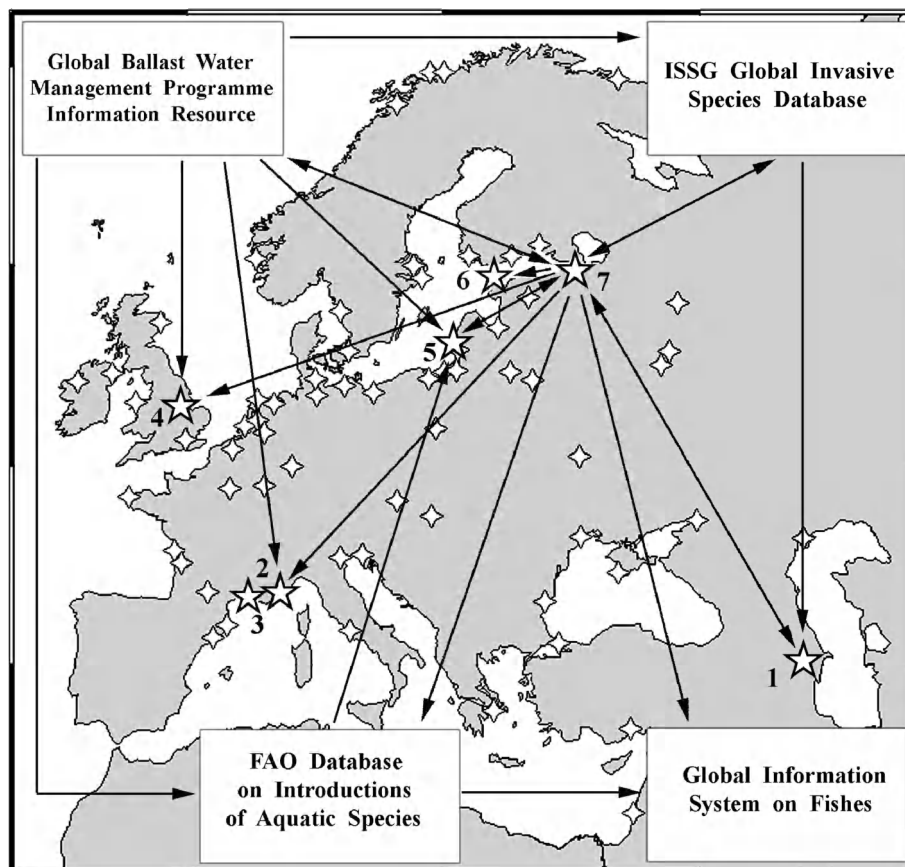 Global Ballast Water
Management Programme
Information Resource
ISSG Global Invasive
Species Database
6
7
5
4
2
3
1
FAO Database
on Introductions
of Aquatic Species
Global Information
System on Fishes